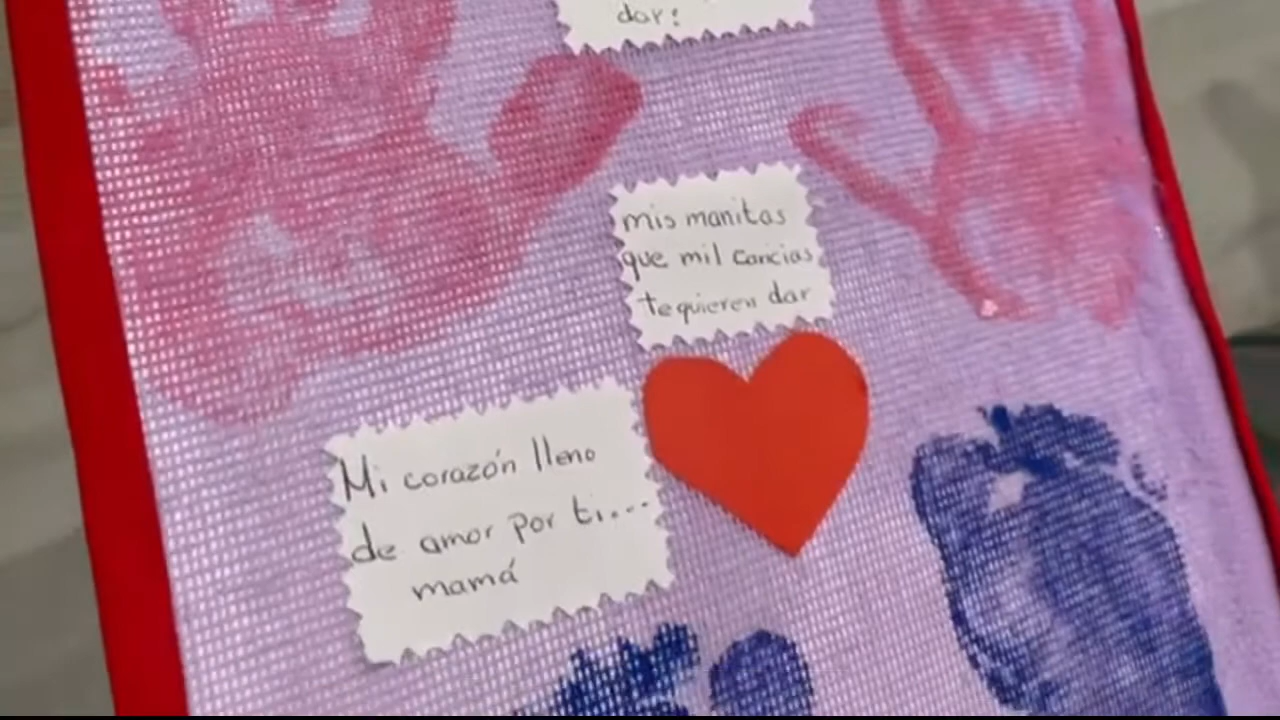 dar!
mis manitas
que mil caricias
te quieren dar
Mi corazón lleno
de amor por ti...
mamá